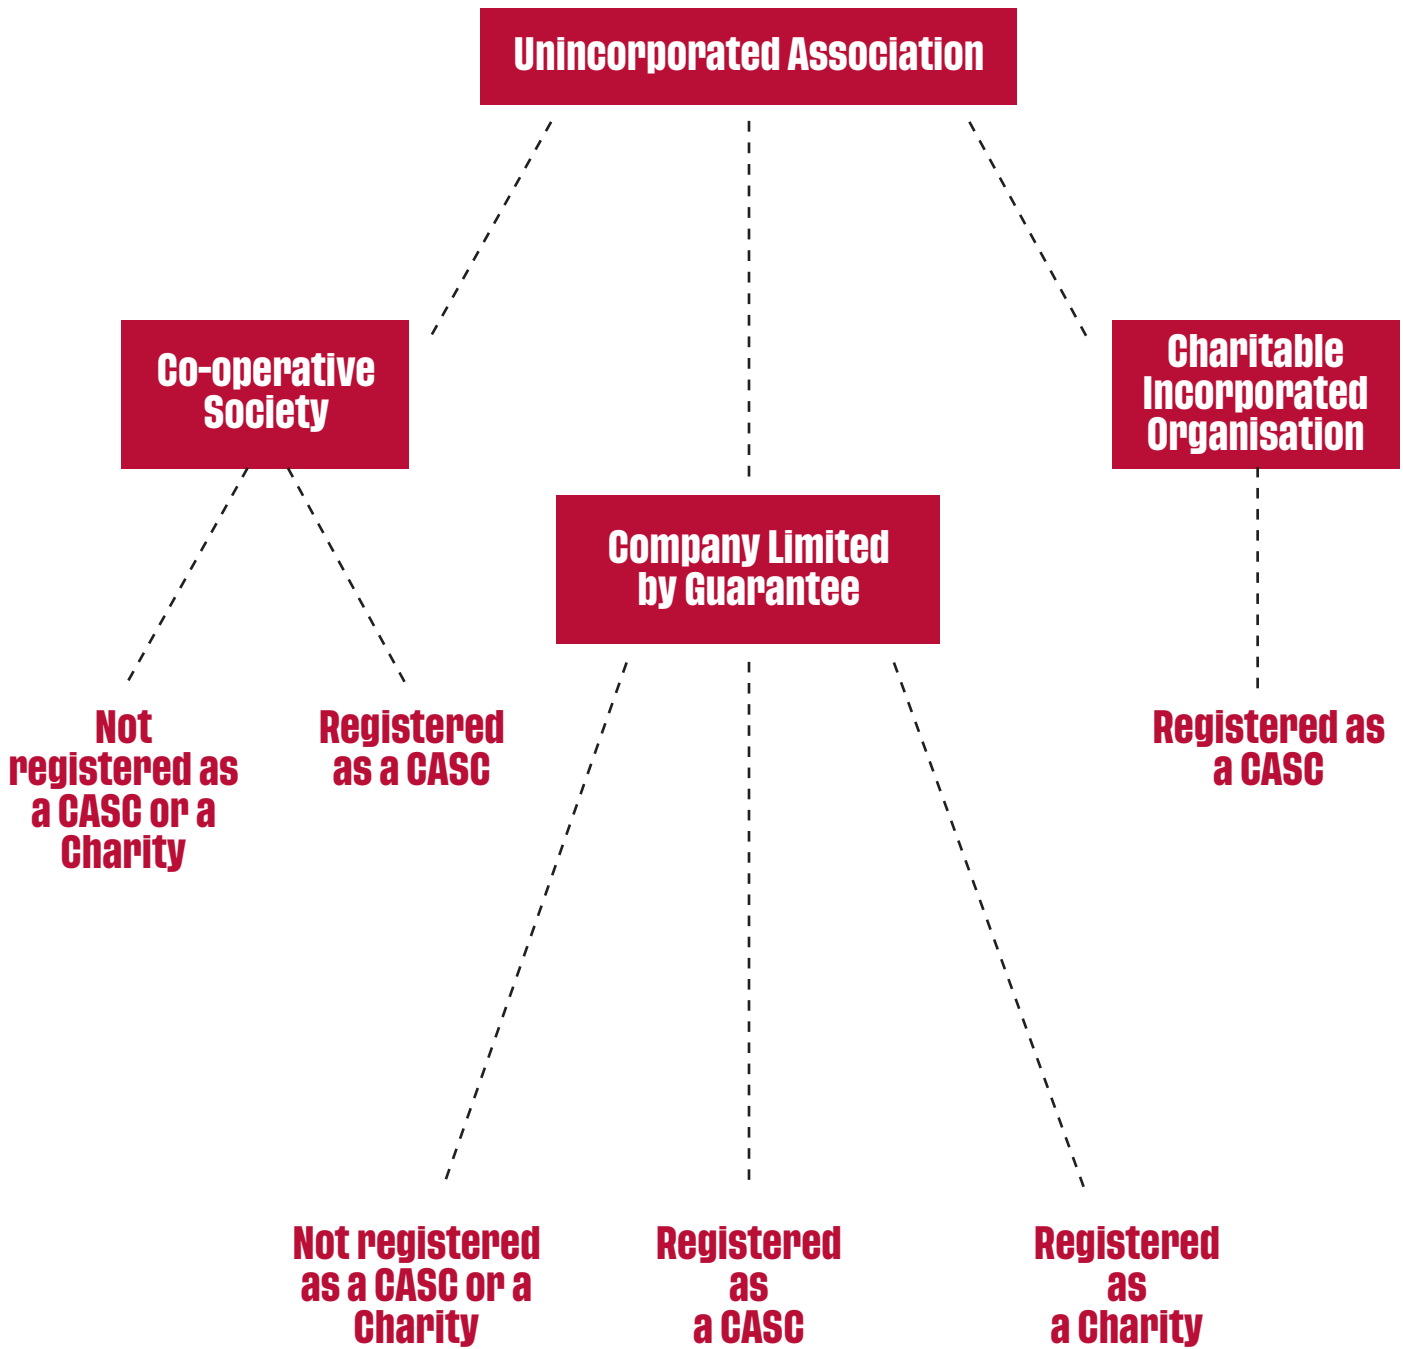 Unincorporated Association
Co-operative
Society
Charitable
Incorporated
Organisation
Company Limited
by Guarantee
Not
registered as
a CASC or a
Charity
Registered
as a CASC
Registered as
a CASC
Not registered
as a CASC or a
Charity
Registered
as
a CASC
Registered
as
a Charity